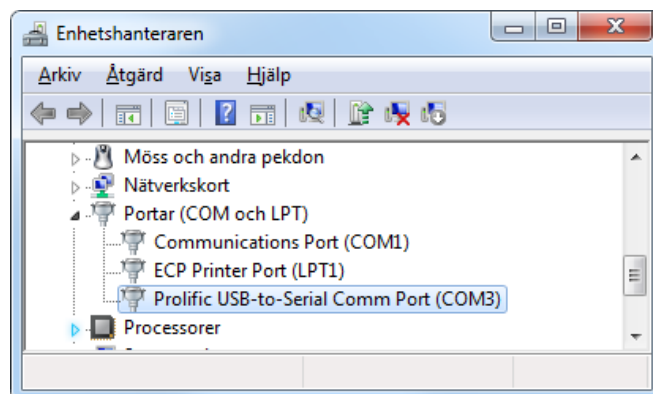 Enhetshanteraren
Arkiv Åtgärd Visa Hjälp
Möss och andra pekdon
Nätverkskort
Portar (COM och LPT)
Communications Port (COM1)
ECP Printer Port (LPT1)
Prolific USB-to-Serial Comm Port (COM3)
Processorer